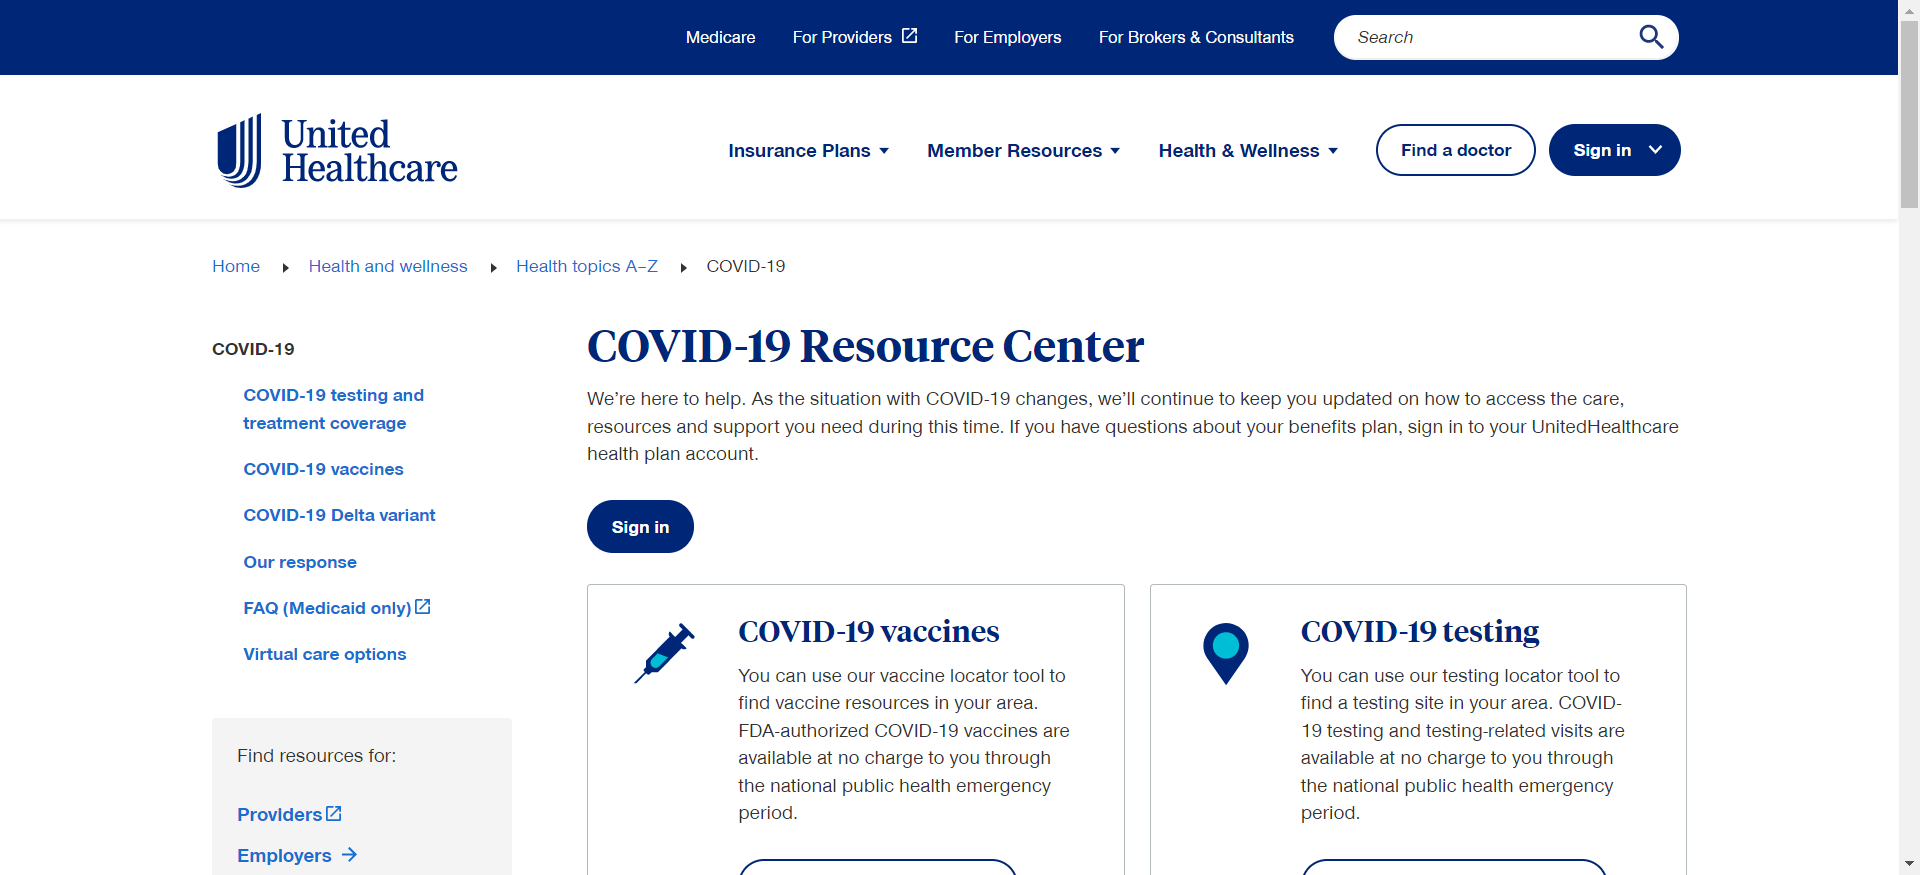 Medicare
For Providers
For Employers
For Brokers & Consultants
Search
United
Healthcare
Insurance Plans
Member Resources
Health & Wellness
Find a doctor
Sign in
Home
Health and wellness
Health topics A–Z
COVID-19
COVID-19
COVID-19 testing and
treatment coverage
COVID-19 vaccines
COVID-19 Delta variant
Our response
FAQ (Medicaid only)
Virtual care options
Find resources for:
Providers
Employers
COVID-19 Resource Center
We’re here to help. As the situation with COVID-19 changes, we’ll continue to keep you updated on how to access the care,
resources and support you need during this time. If you have questions about your benefits plan, sign in to your UnitedHealthcare
health plan account.
Sign in
COVID-19 vaccines
You can use our vaccine locator tool to
find vaccine resources in your area.
FDA-authorized COVID-19 vaccines are
available at no charge to you through
the national public health emergency
period.
COVID-19 testing
You can use our testing locator tool to
find a testing site in your area. COVID-
19 testing and testing-related visits are
available at no charge to you through
the national public health emergency
period.